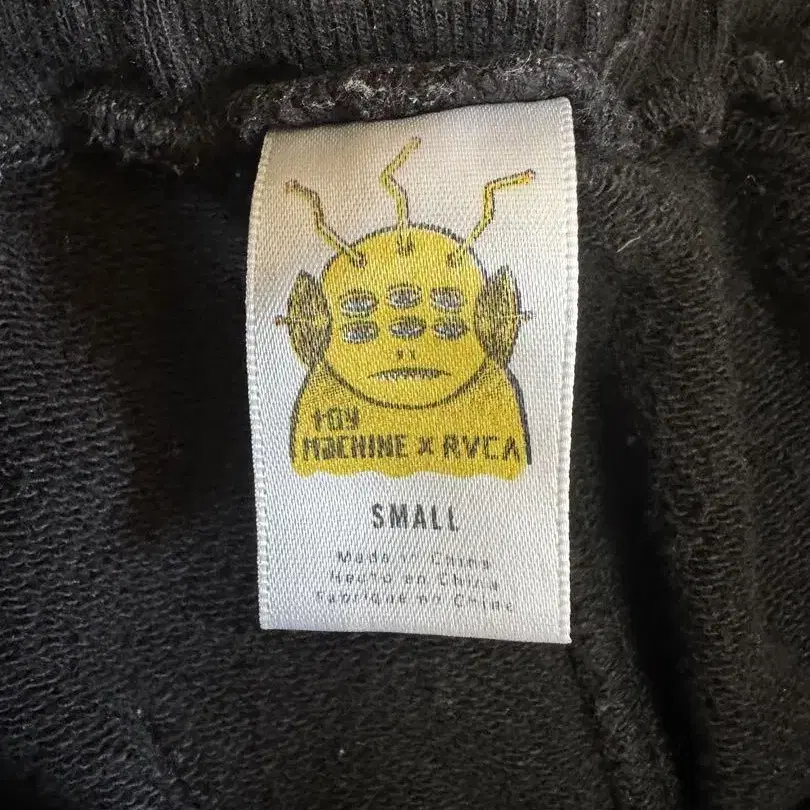 toy
MACHINE x RVCA
SMALL
Made in China
Hecho en China
Fabriqué en Chine